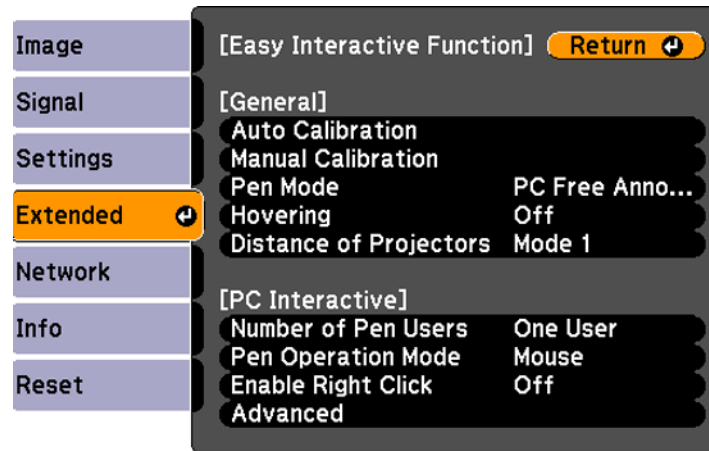 Image
Signal
Settings
Extended
Network
Info
Reset
[Easy Interactive Function] Return
[General]
Auto Calibration
Manual Calibration
Pen Mode PC Free Anno...
Hovering Off
Distance of Projectors Mode 1
[PC Interactive]
Number of Pen Users One User
Pen Operation Mode Mouse
Enable Right Click Off
Advanced